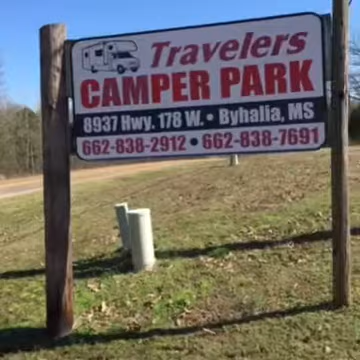 Travelers
CAMPER PARK
8937 Hwy. 178 W. • Byhalia, MS
662-838-2912 • 662-838-7691